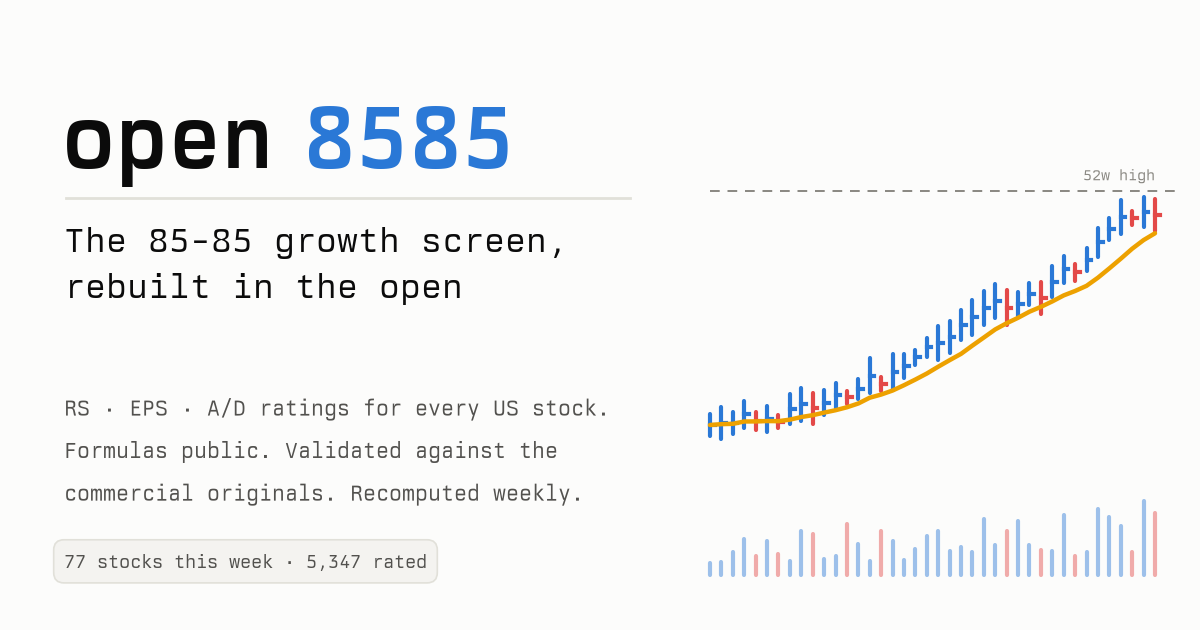 open 8585
The 85-85 growth screen,
rebuilt in the open
RS · EPS · A/D ratings for every US stock.
Formulas public. Validated against the
commercial originals. Recomputed weekly.
77 stocks this week · 5,347 rated
52w high